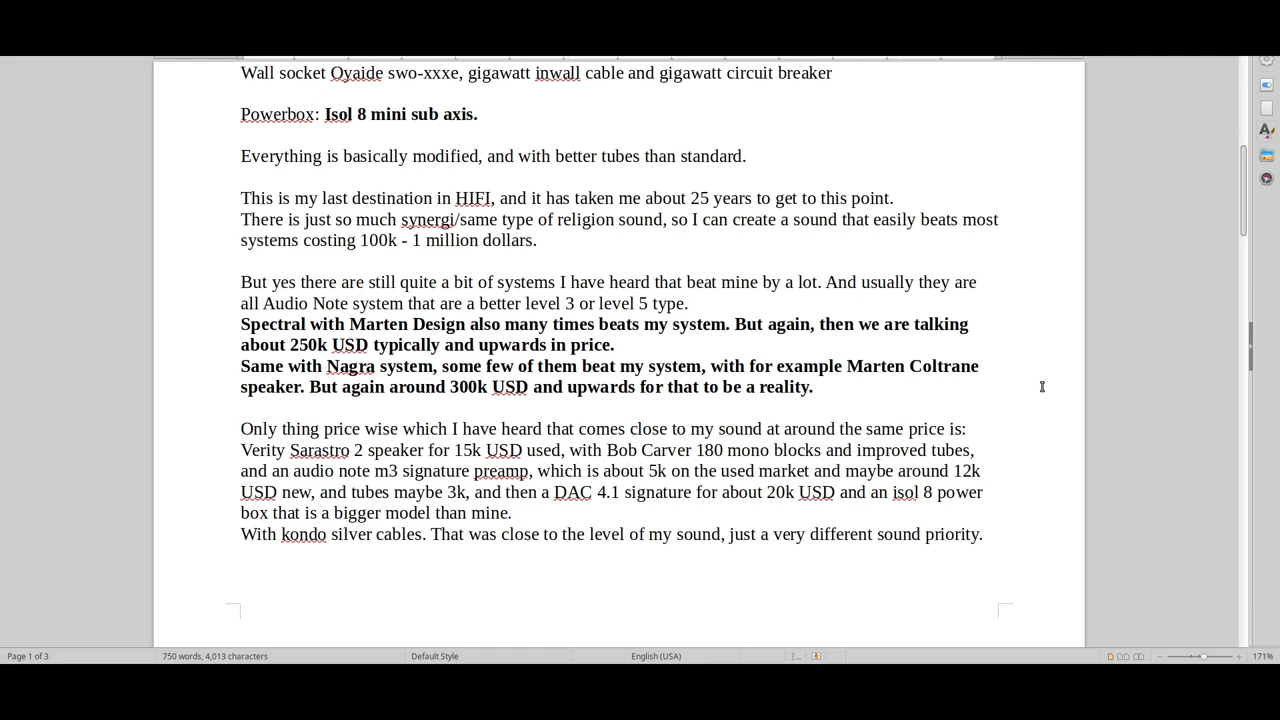 Wall socket Oyaide swo-xxxe, gigawatt inwall cable and gigawatt circuit breaker
Powerbox: Isol 8 mini sub axis.
Everything is basically modified, and with better tubes than standard.
This is my last destination in HIFI, and it has taken me about 25 years to get to this point.
There is just so much synergi/same type of religion sound, so I can create a sound that easily beats most
systems costing 100k - 1 million dollars.
But yes there are still quite a bit of systems I have heard that beat mine by a lot. And usually they are
all Audio Note system that are a better level 3 or level 5 type.
Spectral with Marten Design also many times beats my system. But again, then we are talking
about 250k USD typically and upwards in price.
Same with Nagra system, some few of them beat my system, with for example Marten Coltrane
speaker. But again around 300k USD and upwards for that to be a reality.
Only thing price wise which I have heard that comes close to my sound at around the same price is:
Verity Sarastro 2 speaker for 15k USD used, with Bob Carver 180 mono blocks and improved tubes,
and an audio note m3 signature preamp, which is about 5k on the used market and maybe around 12k
USD new, and tubes maybe 3k, and then a DAC 4.1 signature for about 20k USD and an isol 8 power
box that is a bigger model than mine.
With kondo silver cables. That was close to the level of my sound, just a very different sound priority.
Page 1 of 3
750 words, 4,013 characters
Default Style
English (USA)
171%